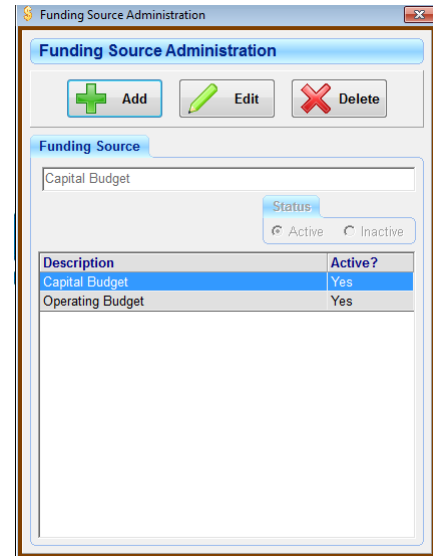 Funding Source Administration
Funding Source Administration
Add Edit Delete
Funding Source
Capital Budget
Status
Active Inactive
Description Active?
Capital Budget Yes
Operating Budget Yes